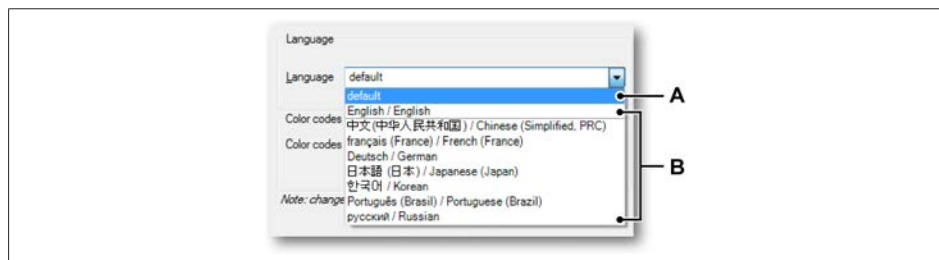 Language
Language default
default
English / English
Color codes
中文(中华人民共和国) / Chinese (Simplified, PRC)
Color codes
français (France) / French (France)
Deutsch / German
日本語 (日本) / Japanese (Japan)
한국어 / Korean
Note: change
Português (Brasil) / Portuguese (Brazil)
русский / Russian
A
B